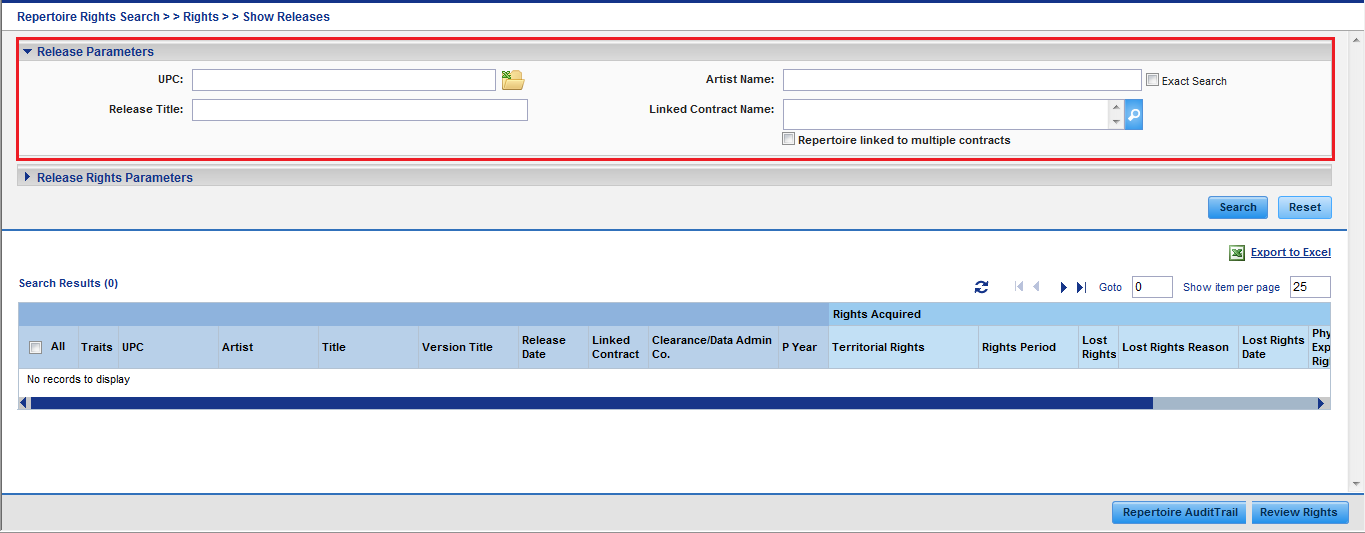 Repertoire Rights Search > > Rights > > Show Releases
Release Parameters
UPC: Artist Name: Exact Search
Release Title: Linked Contract Name:
Repertoire linked to multiple contracts
Release Rights Parameters
Search Reset
Export to Excel
Search Results (0) Goto 0 Show item per page 25
Rights Acquired
All Traits UPC Artist Title Version Title Release Date Linked Contract Clearance/Data Admin Co. P Year Territorial Rights Rights Period Lost Rights Lost Rights Reason Lost Rights Date Phy Exp Rig
No records to display
Repertoire AuditTrail Review Rights